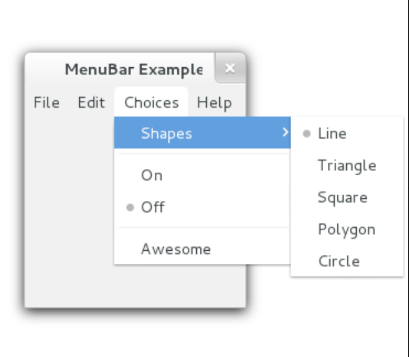 MenuBar Example
File Edit Choices Help
Shapes
On
Off
Awesome
Line
Triangle
Square
Polygon
Circle